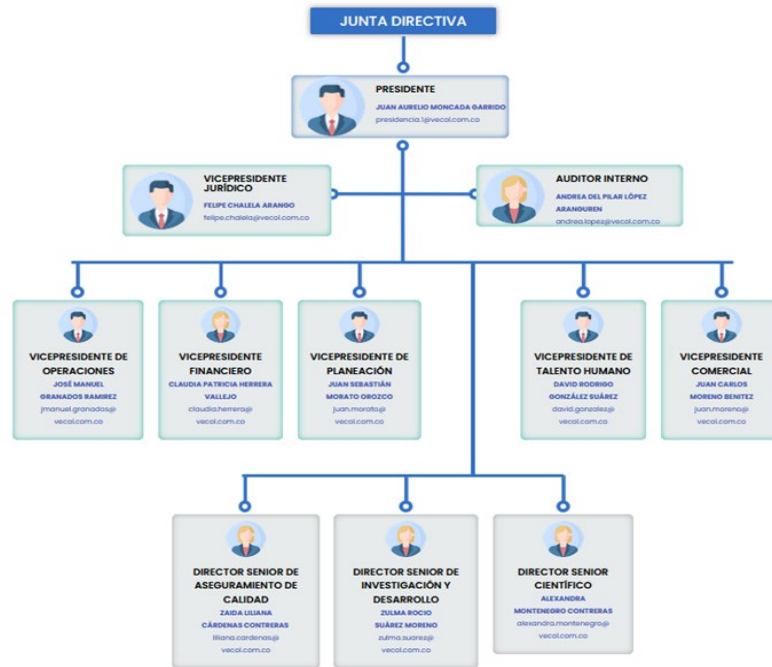 JUNTA DIRECTIVA
PRESIDENTE
JUAN AURELIO MONCADA GARRIDO
presidencia.1@vecol.com.co
VICEPRESIDENTE
JURÍDICO
FELIPE CHALELA ARANGO
felipe.chalela@vecol.com.co
AUDITOR INTERNO
ANDREA DEL PILAR LÓPEZ
ARANGUREN
andrea.lopez@vecol.com.co
VICEPRESIDENTE DE
OPERACIONES
JOSÉ MANUEL
GRANADOS RAMIREZ
jmanuel.granados@
vecol.com.co
VICEPRESIDENTE
FINANCIERO
CLAUDIA PATRICIA HERRERA
VALLEJO
claudia.herrera@
vecol.com.co
VICEPRESIDENTE DE
PLANEACIÓN
JUAN SEBASTIÁN
MORATO OROZCO
juan.morato@
vecol.com.co
VICEPRESIDENTE DE
TALENTO HUMANO
DAVID RODRIGO
GONZÁLEZ SUÁREZ
david.gonzalez@
vecol.com.co
VICEPRESIDENTE
COMERCIAL
JUAN CARLOS
MORENO BENITEZ
juan.moreno@
vecol.com.co
DIRECTOR SENIOR DE
ASEGURAMIENTO DE
CALIDAD
ZAIDA LILIANA
CÁRDENAS CONTRERAS
liliana.cardenas@
vecol.com.co
DIRECTOR SENIOR DE
INVESTIGACIÓN Y
DESARROLLO
ZULMA ROCIO
SUÁREZ MORENO
zulma.suarez@
vecol.com.co
DIRECTOR SENIOR
CIENTÍFICO
ALEXANDRA
MONTENEGRO CONTRERAS
alexandra.montenegro@
vecol.com.co